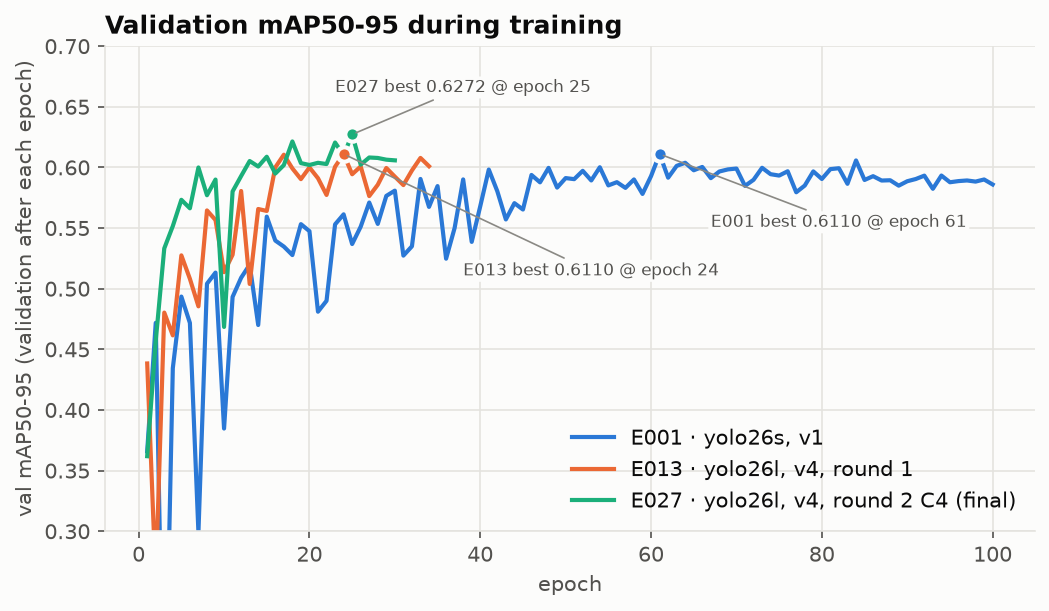 Validation mAP50-95 during training
val mAP50-95 (validation after each epoch)
0.70
0.65
0.60
0.55
0.50
0.45
0.40
0.35
0.30
E027 best 0.6272 @ epoch 25
E001 best 0.6110 @ epoch 61
E013 best 0.6110 @ epoch 24
E001 · yolo26s, v1
E013 · yolo26l, v4, round 1
E027 · yolo26l, v4, round 2 C4 (final)
0 20 40 60 80 100
epoch